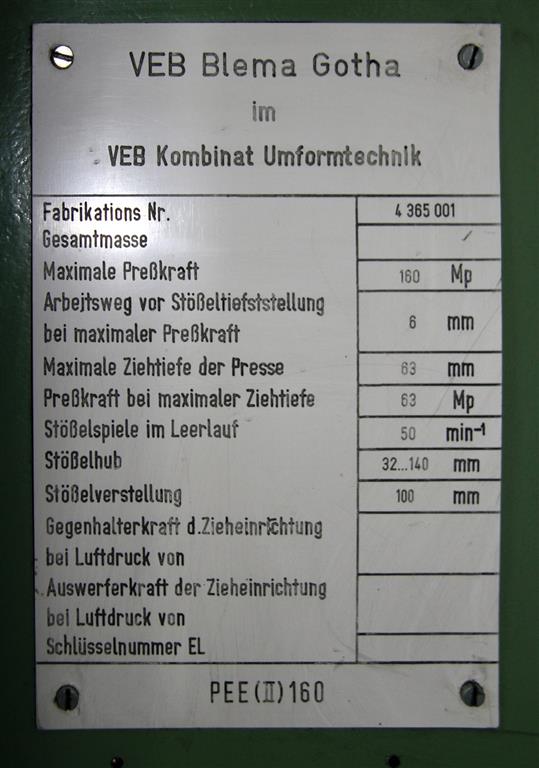 VEB Blema Gotha
im
VEB Kombinat Umformtechnik
Fabrikations Nr. 4 365 001
Gesamtmasse
Maximale Preßkraft 160 Mp
Arbeitsweg vor Stößeltiefststellung
bei maximaler Preßkraft 6 mm
Maximale Ziehtiefe der Presse 63 mm
Preßkraft bei maximaler Ziehtiefe 63 Mp
Stößelspiele im Leerlauf 50 min⁻¹
Stößelhub 32...140 mm
Stößelverstellung 100 mm
Gegenhalterkraft d.Zieheinrichtung
bei Luftdruck von
Auswerferkraft der Zieheinrichtung
bei Luftdruck von
Schlüsselnummer EL
PEE(II)160